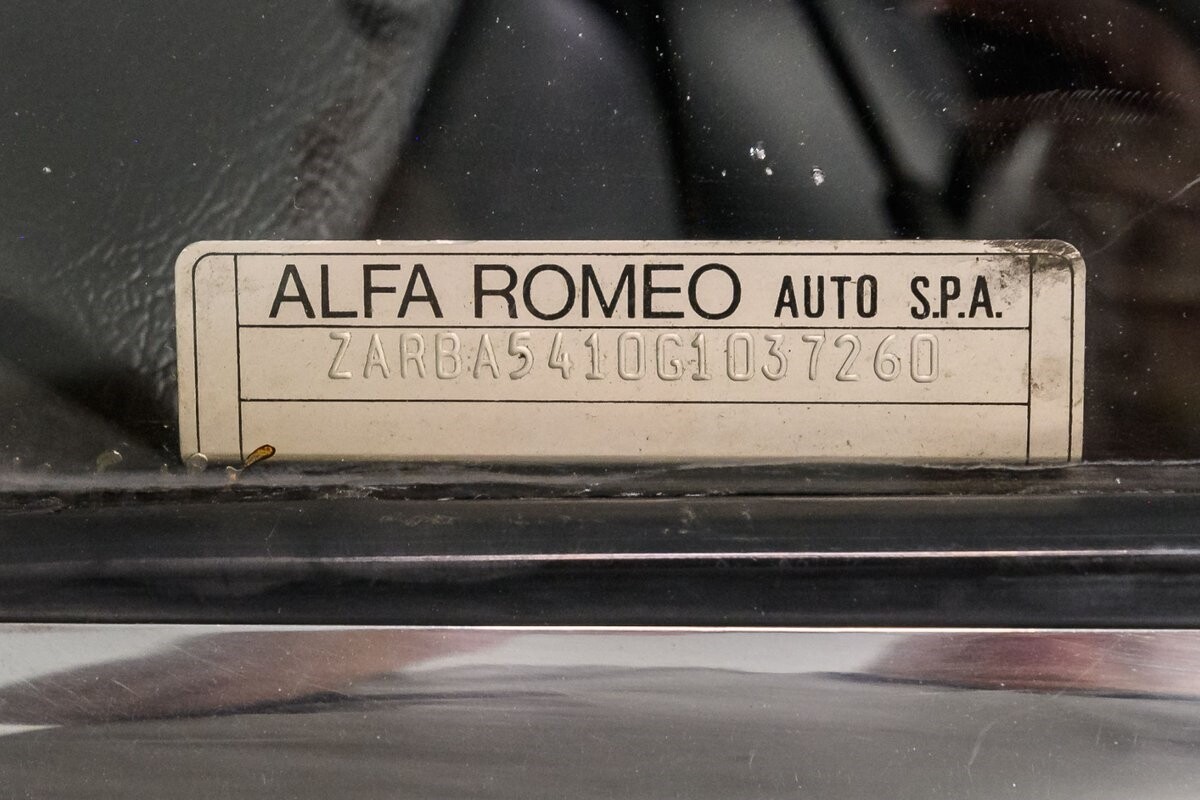 ALFA ROMEO AUTO S.P.A.
ZARBA5410G1037260